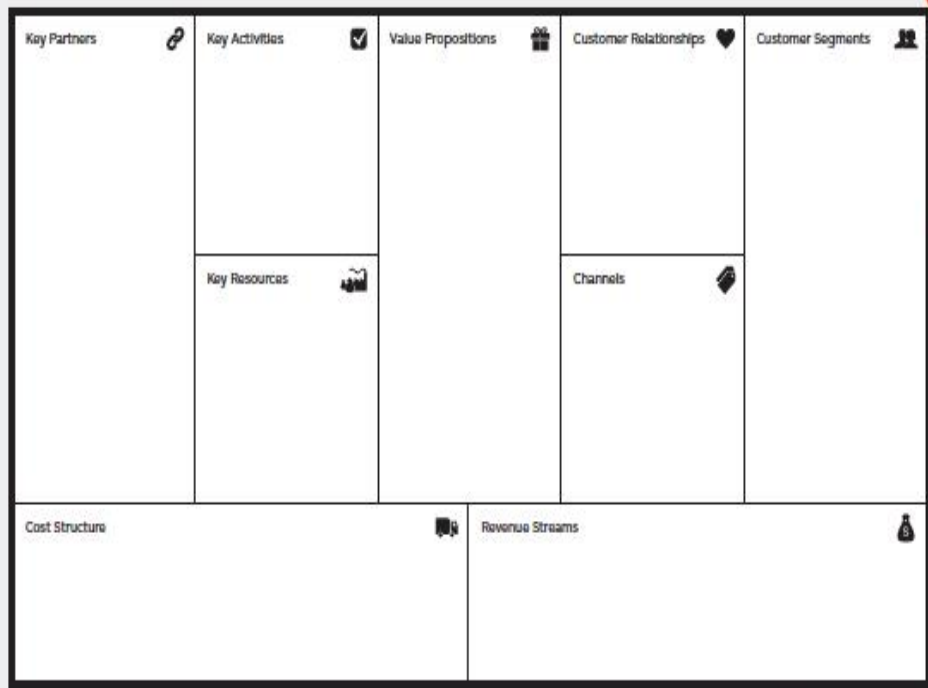 Key Partners
Key Activities
Value Propositions
Customer Relationships
Customer Segments
Key Resources
Channels
Cost Structure
Revenue Streams
$